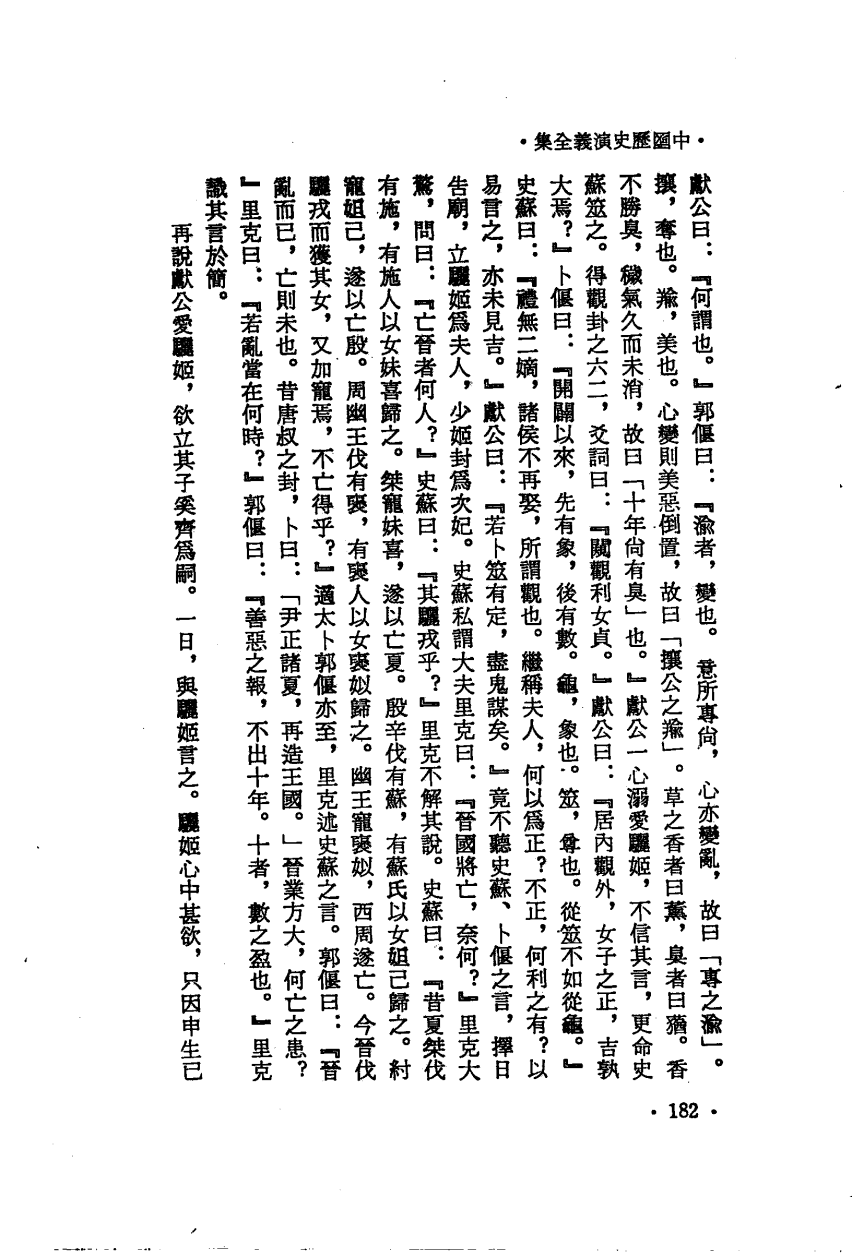 ·中國歷史演義全集·
獻公曰：『何謂也。』郭偃曰：『渝者，變也。意所專尙，心亦變亂，故曰「專之渝」。
攘，奪也。羭，美也。心變則美惡倒置，故曰「攘公之羭」。草之香者曰薰，臭者曰蕕。香
不勝臭，穢氣久而未消，故曰「十年尙有臭」也。』獻公一心溺愛驪姬，不信其言，更命史
蘇筮之。得觀卦之六二，爻詞曰：『闚觀利女貞。』獻公曰：『居內觀外，女子之正，吉孰
大焉？』卜偃曰：『開闢以來，先有象，後有數。龜，象也。筮，數也。從筮不如從龜。』
史蘇曰：『禮無二嫡，諸侯不再娶，所謂觀也。繼稱夫人，何以爲正？不正，何利之有？以
易言之，亦未見吉。』獻公曰：『若卜筮有定，盡鬼謀矣。』竟不聽史蘇、卜偃之言，擇日
告廟，立驪姬爲夫人，少姬封爲次妃。史蘇私謂大夫里克曰：『晉國將亡，奈何？』里克大
驚，問曰：『亡晉者何人？』史蘇曰：『其驪戎乎？』里克不解其說。史蘇曰：『昔夏桀伐
有施，有施人以女妹喜歸之。桀寵妹喜，遂以亡夏。殷辛伐有蘇，有蘇氏以女妲己歸之。紂
寵妲己，遂以亡殷。周幽王伐有襃，有襃人以女襃姒歸之。幽王寵襃姒，西周遂亡。今晉伐
驪戎而獲其女，又加寵焉，不亡得乎？』適太卜郭偃亦至，里克述史蘇之言。郭偃曰：『晉
亂而已，亡則未也。昔唐叔之封，卜曰：「尹正諸夏，再造王國。」晉業方大，何亡之患？
』里克曰：『若亂當在何時？』郭偃曰：『善惡之報，不出十年。十者，數之盈也。』里克
識其言於簡。
再說獻公愛驪姬，欲立其子奚齊爲嗣。一日，與驪姬言之。驪姬心中甚欲，只因申生已
·182·